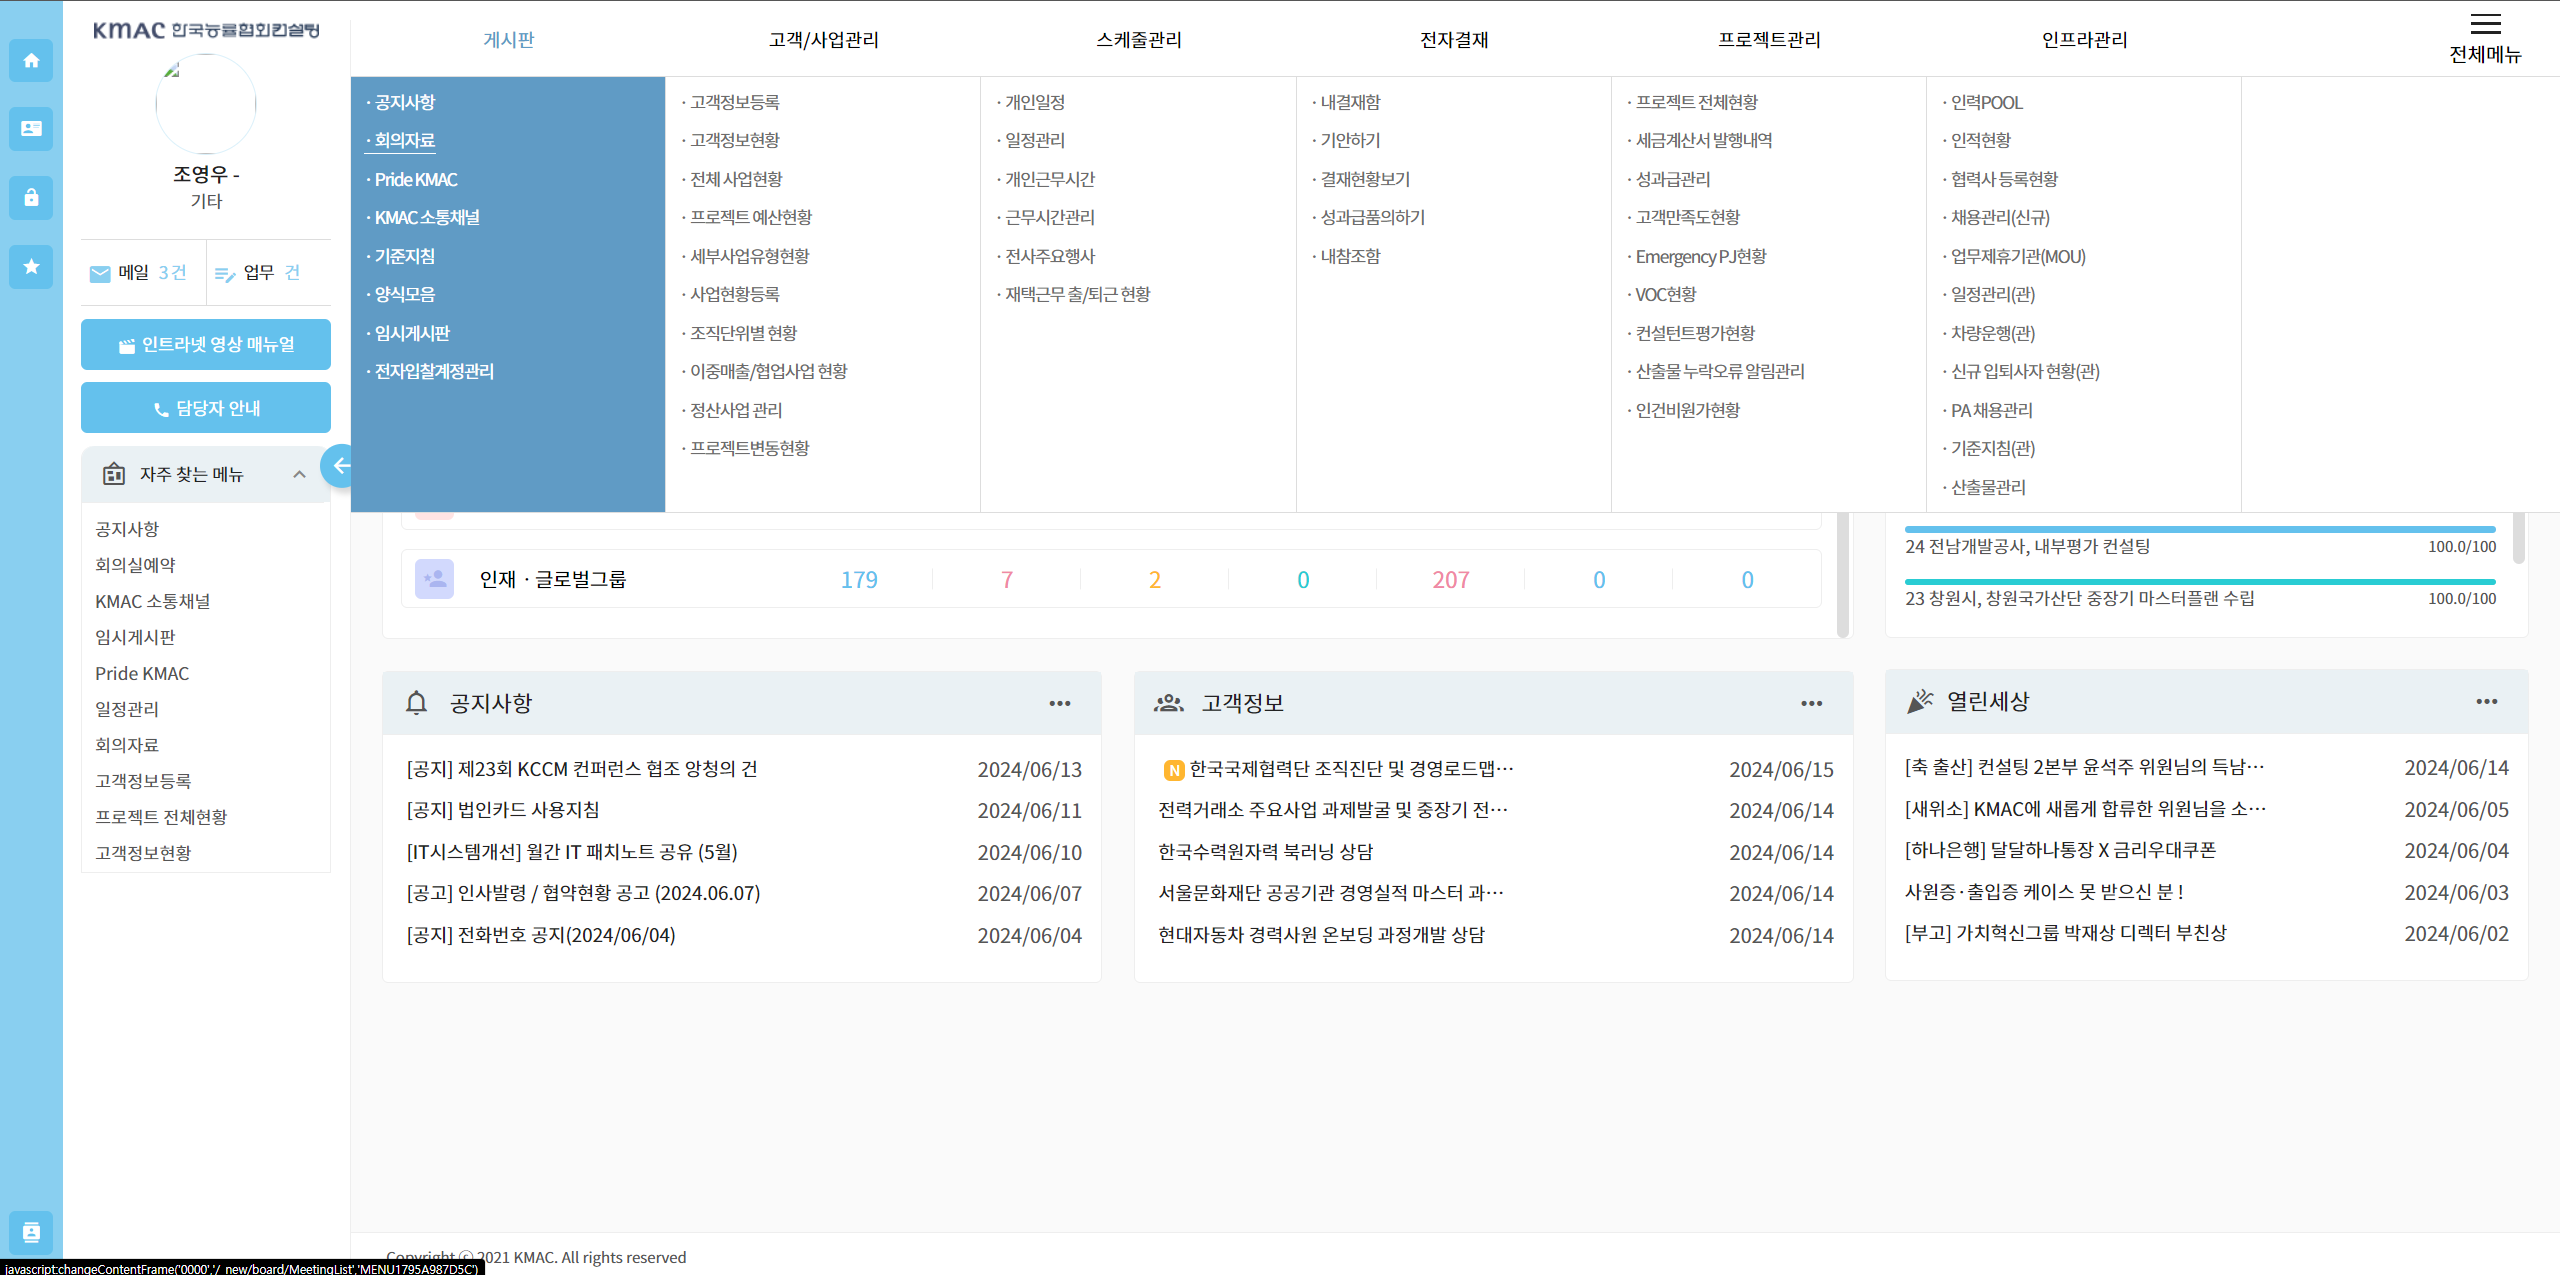 KMAC 한국능률협회컨설팅
조영우 -
기타
메일 3 건
업무 건
인트라넷 영상 매뉴얼
담당자 안내
자주 찾는 메뉴
공지사항
회의실예약
KMAC 소통채널
임시게시판
Pride KMAC
일정관리
회의자료
고객정보등록
프로젝트 전체현황
고객정보현황
게시판
고객/사업관리
스케줄관리
전자결재
프로젝트관리
인프라관리
전체메뉴
· 공지사항
· 회의자료
· Pride KMAC
· KMAC 소통채널
· 기준지침
· 양식모음
· 임시게시판
· 전자입찰계정관리
· 고객정보등록
· 고객정보현황
· 전체 사업현황
· 프로젝트 예산현황
· 세부사업유형현황
· 사업현황등록
· 조직단위별 현황
· 이중매출/협업사업 현황
· 정산사업 관리
· 프로젝트변동현황
· 개인일정
· 일정관리
· 개인근무시간
· 근무시간관리
· 전사주요행사
· 재택근무 출/퇴근 현황
· 내결재함
· 기안하기
· 결재현황보기
· 성과급품의하기
· 내참조함
· 프로젝트 전체현황
· 세금계산서 발행내역
· 성과급관리
· 고객만족도현황
· Emergency PJ현황
· VOC현황
· 컨설턴트평가현황
· 산출물 누락오류 알림관리
· 인건비원가현황
· 인력POOL
· 인적현황
· 협력사 등록현황
· 채용관리(신규)
· 업무제휴기관(MOU)
· 일정관리(관)
· 차량운행(관)
· 신규 입퇴사자 현황(관)
· PA 채용관리
· 기준지침(관)
· 산출물관리
인재 · 글로벌그룹 179 7 2 0 207 0 0
24 전남개발공사, 내부평가 컨설팅 100.0/100
23 창원시, 창원국가산단 중장기 마스터플랜 수립 100.0/100
공지사항
[공지] 제23회 KCCM 컨퍼런스 협조 앙청의 건 2024/06/13
[공지] 법인카드 사용지침 2024/06/11
[IT시스템개선] 월간 IT 패치노트 공유 (5월) 2024/06/10
[공고] 인사발령 / 협약현황 공고 (2024.06.07) 2024/06/07
[공지] 전화번호 공지(2024/06/04) 2024/06/04
고객정보
N 한국국제협력단 조직진단 및 경영로드맵··· 2024/06/15
전력거래소 주요사업 과제발굴 및 중장기 전··· 2024/06/14
한국수력원자력 북러닝 상담 2024/06/14
서울문화재단 공공기관 경영실적 마스터 과··· 2024/06/14
현대자동차 경력사원 온보딩 과정개발 상담 2024/06/14
열린세상
[축 출산] 컨설팅 2본부 윤석주 위원님의 득남··· 2024/06/14
[새위소] KMAC에 새롭게 합류한 위원님을 소··· 2024/06/05
[하나은행] 달달하나통장 X 금리우대쿠폰 2024/06/04
사원증·출입증 케이스 못 받으신 분 ! 2024/06/03
[부고] 가치혁신그룹 박재상 디렉터 부친상 2024/06/02
Copyright ⓒ 2021 KMAC. All rights reserved
javascript:changeContentFrame('0000','/_new/board/MeetingList','MENU1795A987D5C')